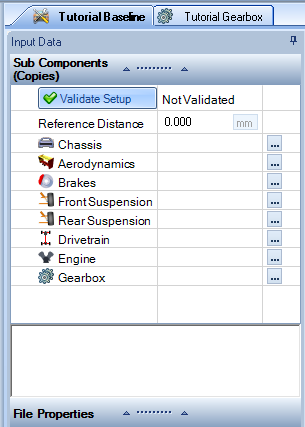 Tutorial Baseline Tutorial Gearbox
Input Data
Sub Components
(Copies)
Validate Setup Not Validated
Reference Distance 0.000 mm
Chassis ...
Aerodynamics ...
Brakes ...
Front Suspension ...
Rear Suspension ...
Drivetrain ...
Engine ...
Gearbox ...
File Properties